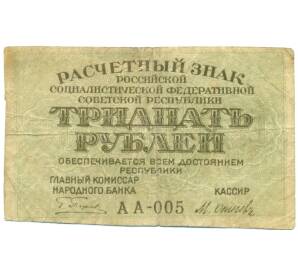 РАСЧЕТНЫЙ ЗНАК
РОССИЙСКОЙ
СОЦИАЛИСТИЧЕСКОЙ ФЕДЕРАТИВНОЙ
СОВЕТСКОЙ РЕСПУБЛИКИ
ТРИДЦАТЬ
РУБЛЕЙ
ОБЕСПЕЧИВАЕТСЯ ВСЕМ ДОСТОЯНИЕМ
РЕСПУБЛИКИ
ГЛАВНЫЙ КОМИССАР
НАРОДНОГО БАНКА
КАССИР
АА-005